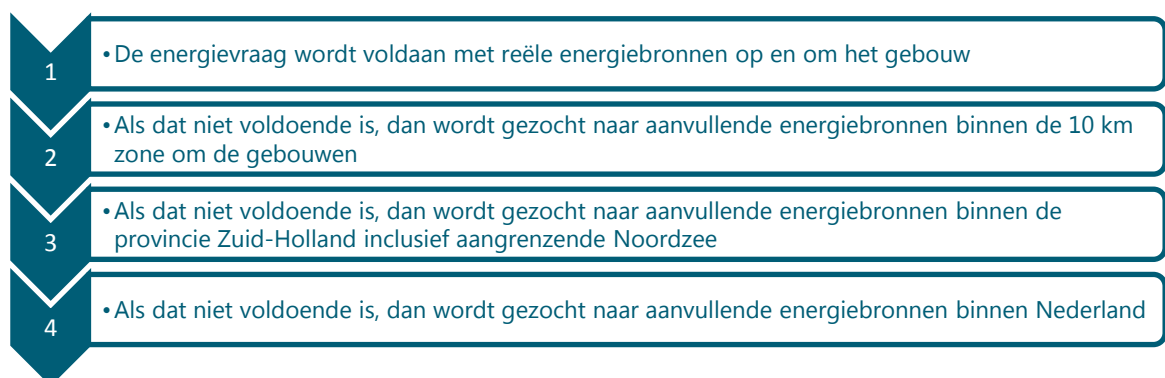 1
•De energievraag wordt voldaan met reële energiebronnen op en om het gebouw
2
•Als dat niet voldoende is, dan wordt gezocht naar aanvullende energiebronnen binnen de 10 km
zone om de gebouwen
3
•Als dat niet voldoende is, dan wordt gezocht naar aanvullende energiebronnen binnen de
provincie Zuid-Holland inclusief aangrenzende Noordzee
4
•Als dat niet voldoende is, dan wordt gezocht naar aanvullende energiebronnen binnen Nederland